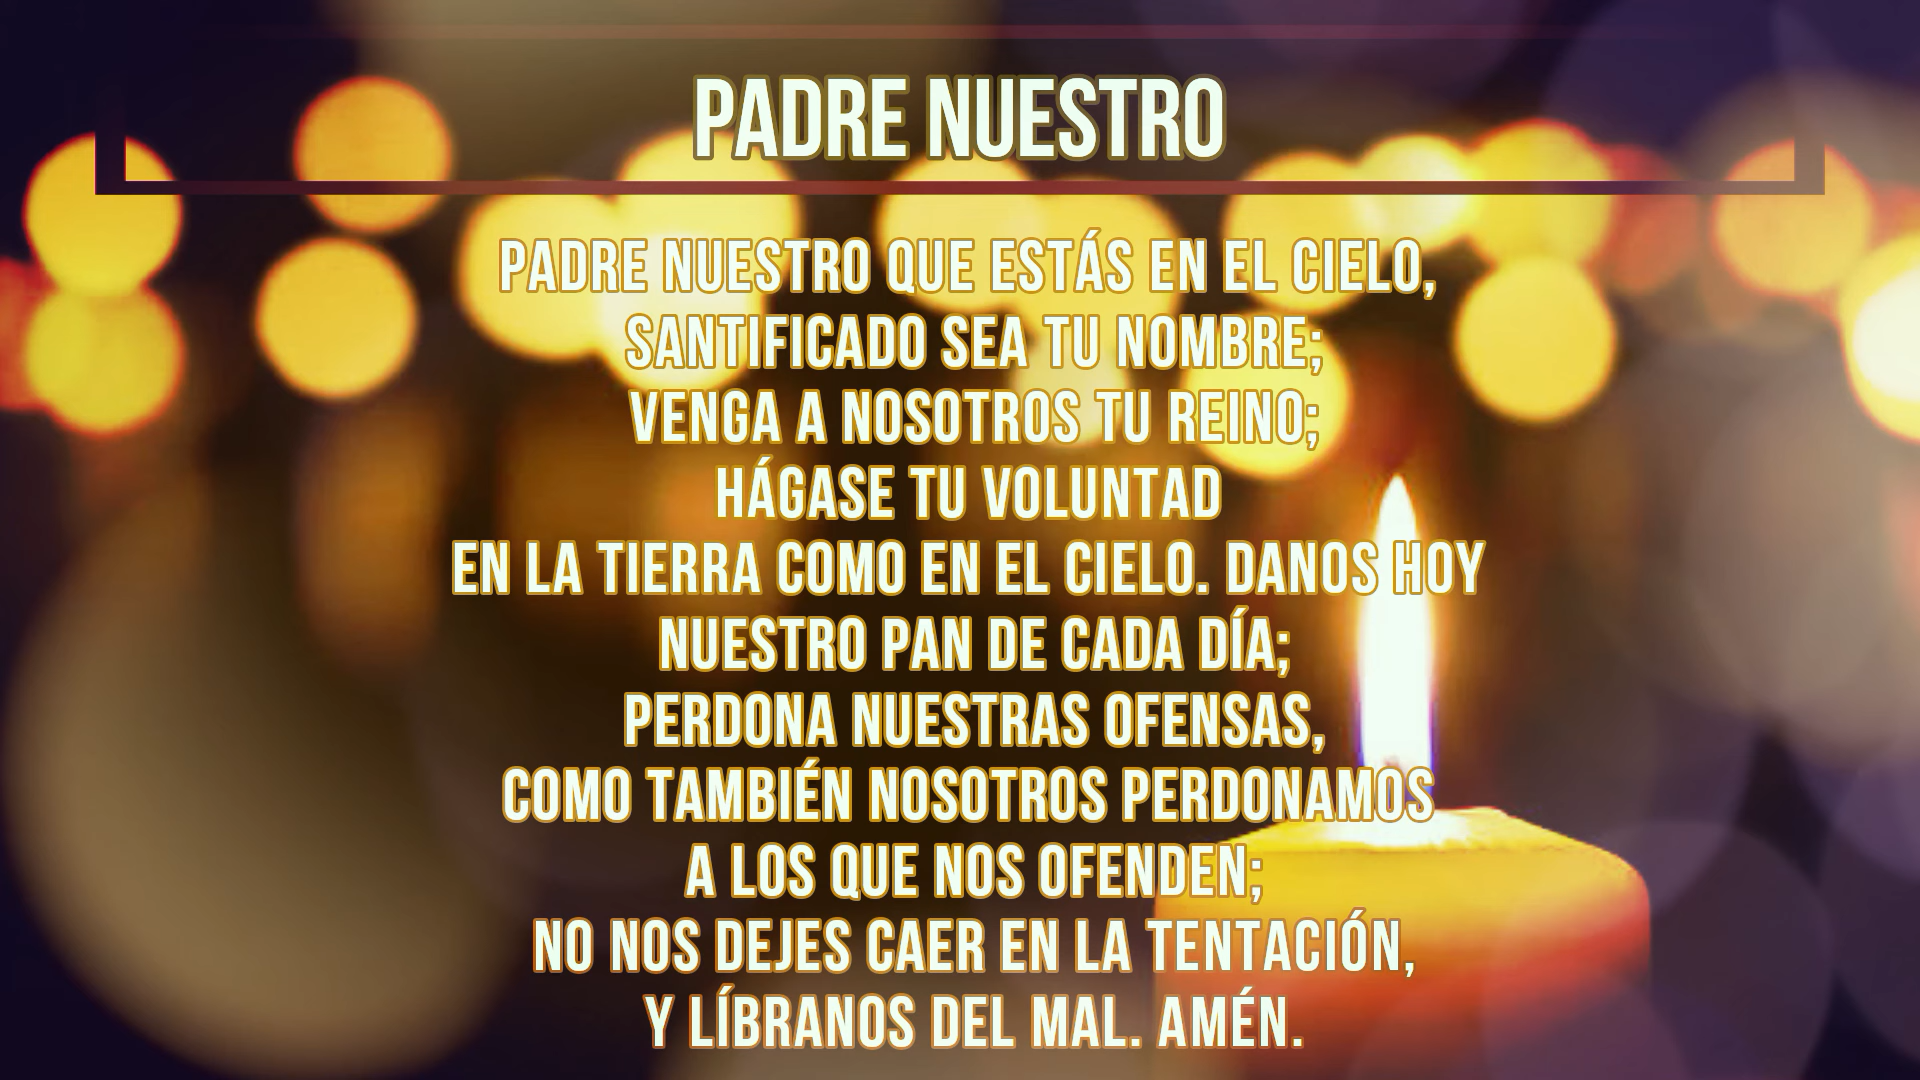 PADRE NUESTRO
PADRE NUESTRO QUE ESTÁS EN EL CIELO,
SANTIFICADO SEA TU NOMBRE;
VENGA A NOSOTROS TU REINO;
HÁGASE TU VOLUNTAD
EN LA TIERRA COMO EN EL CIELO. DANOS HOY
NUESTRO PAN DE CADA DÍA;
PERDONA NUESTRAS OFENSAS,
COMO TAMBIÉN NOSOTROS PERDONAMOS
A LOS QUE NOS OFENDEN;
NO NOS DEJES CAER EN LA TENTACIÓN,
Y LÍBRANOS DEL MAL. AMÉN.